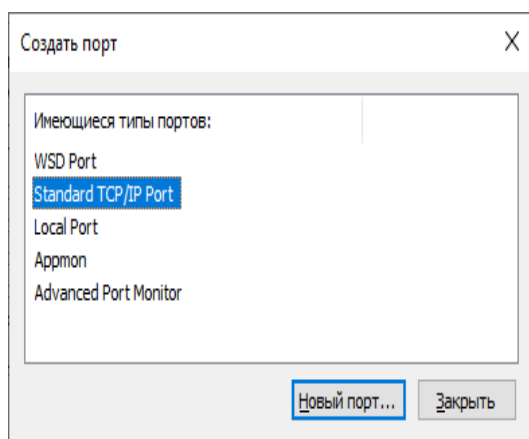 Создать порт
Имеющиеся типы портов:
WSD Port
Standard TCP/IP Port
Local Port
Appmon
Advanced Port Monitor
Новый порт... Закрыть